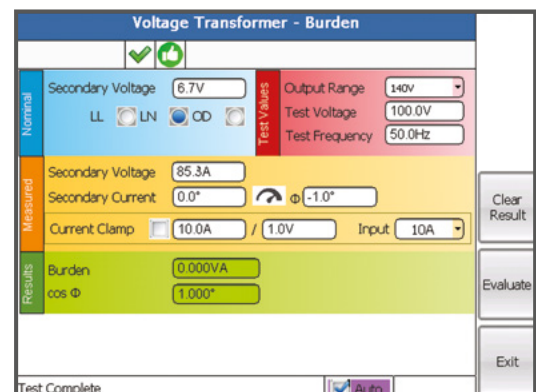 Voltage Transformer - Burden
Nominal
Secondary Voltage 6.7V
LL LN OD
Test Values
Output Range 140V
Test Voltage 100.0V
Test Frequency 50.0Hz
Measured
Secondary Voltage 85.3A
Secondary Current 0.0° Φ -1.0°
Current Clamp 10.0A / 1.0V Input 10A
Results
Burden 0.000VA
cos Φ 1.000°
Clear
Result
Evaluate
Exit
Test Complete Auto